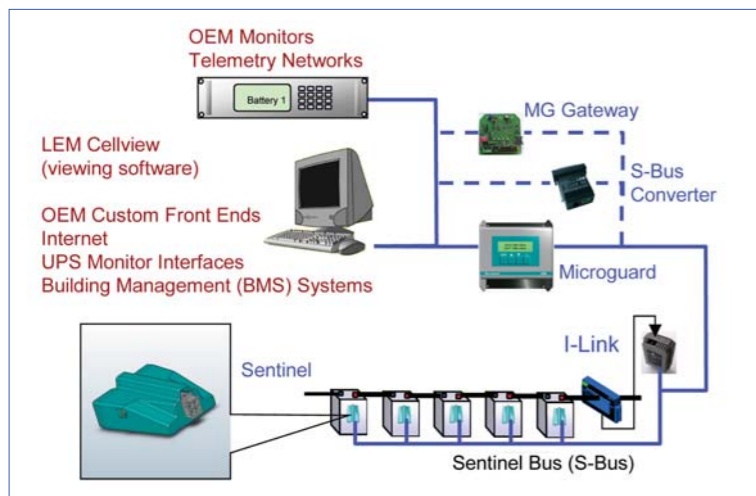 OEM Monitors
Telemetry Networks
Battery 1
MG Gateway
LEM Cellview
(viewing software)
S-Bus
Converter
OEM Custom Front Ends
Internet
UPS Monitor Interfaces
Building Management (BMS) Systems
Microguard
I-Link
Sentinel
Sentinel Bus (S-Bus)